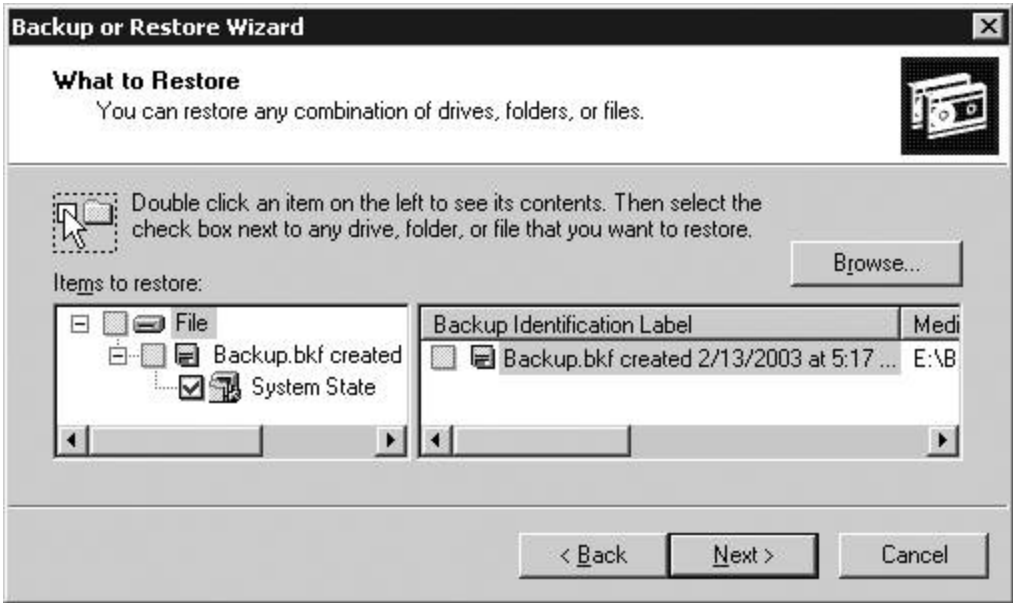 Backup or Restore Wizard
What to Restore
You can restore any combination of drives, folders, or files.
Double click an item on the left to see its contents. Then select the
check box next to any drive, folder, or file that you want to restore.
Browse...
Items to restore:
File
Backup.bkf created
System State
Backup Identification Label
Medi
Backup.bkf created 2/13/2003 at 5:17 ...
E:\B
< Back
Next >
Cancel